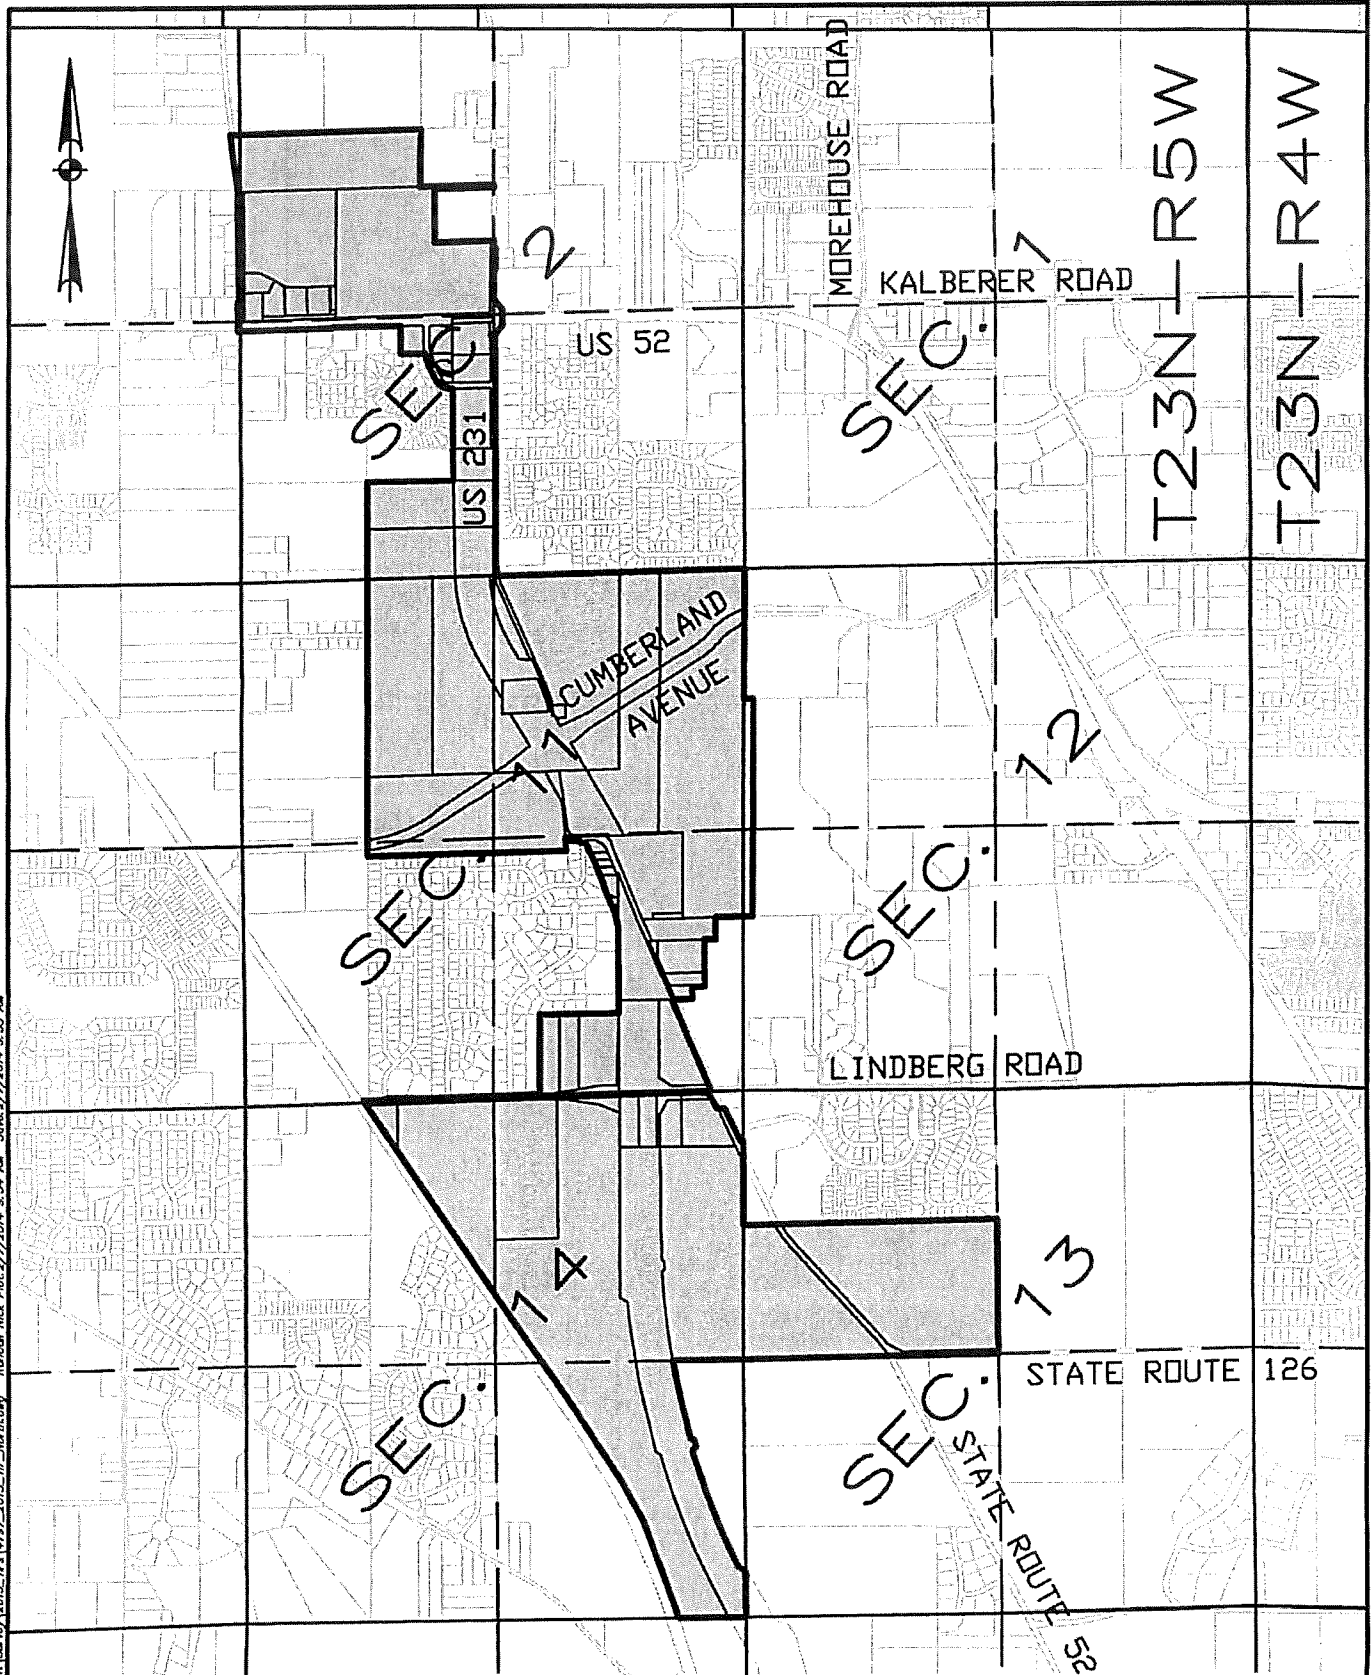 MOREHOUSE ROAD
T23N-R5W
T23N-R4W
KALBERER ROAD
US 52
SEC. 2
SEC. 1
US 231
CUMBERLAND
AVENUE
SEC. 11
SEC. 12
LINDBERG ROAD
SEC. 14
SEC. 13
STATE ROUTE 126
STATE ROUTE 52